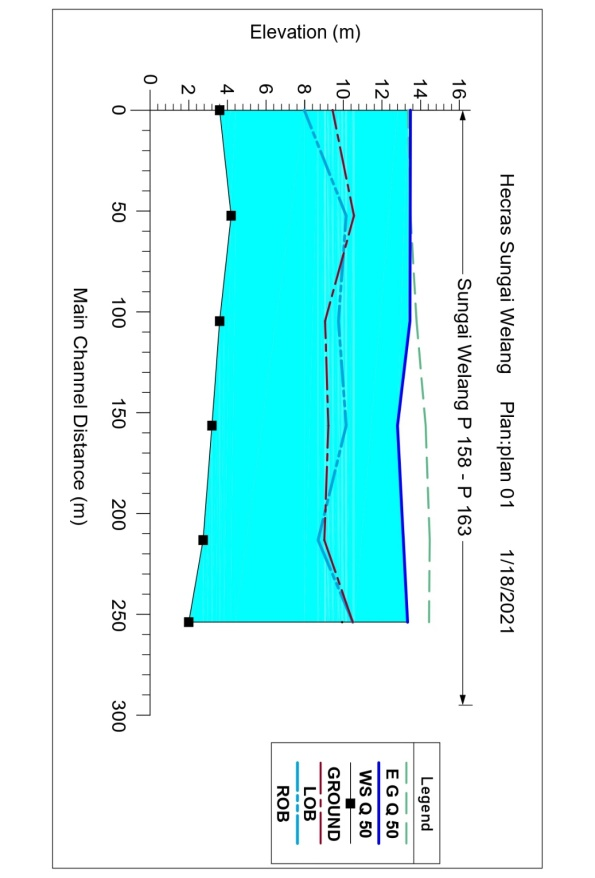 Hecras Sungai Welang Plan:plan 01 1/18/2021
Sungai Welang P 158 - P 163
Elevation (m)
16
14
12
10
8
6
4
2
0
0
50
100
150
200
250
300
Main Channel Distance (m)
Legend
E G Q 50
WS Q 50
GROUND
LOB
ROB